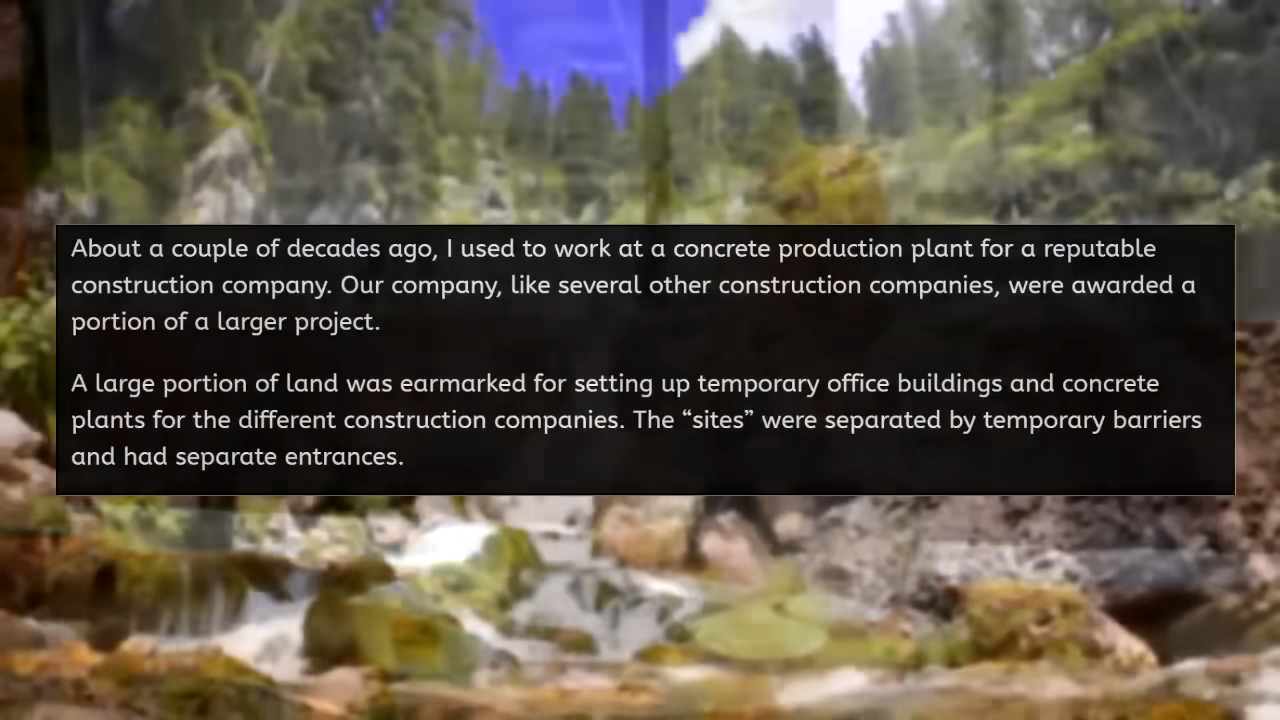 About a couple of decades ago, I used to work at a concrete production plant for a reputable
construction company. Our company, like several other construction companies, were awarded a
portion of a larger project.
A large portion of land was earmarked for setting up temporary office buildings and concrete
plants for the different construction companies. The “sites” were separated by temporary barriers
and had separate entrances.